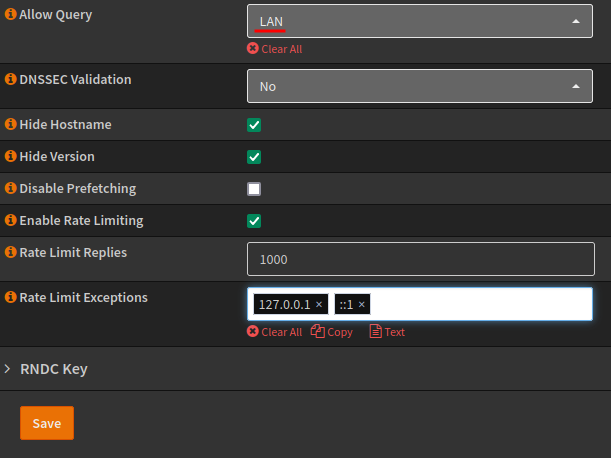 Allow Query
LAN
Clear All
DNSSEC Validation
No
Hide Hostname
Hide Version
Disable Prefetching
Enable Rate Limiting
Rate Limit Replies
1000
Rate Limit Exceptions
127.0.0.1 × ::1 ×
Clear All Copy Text
RNDC Key
Save